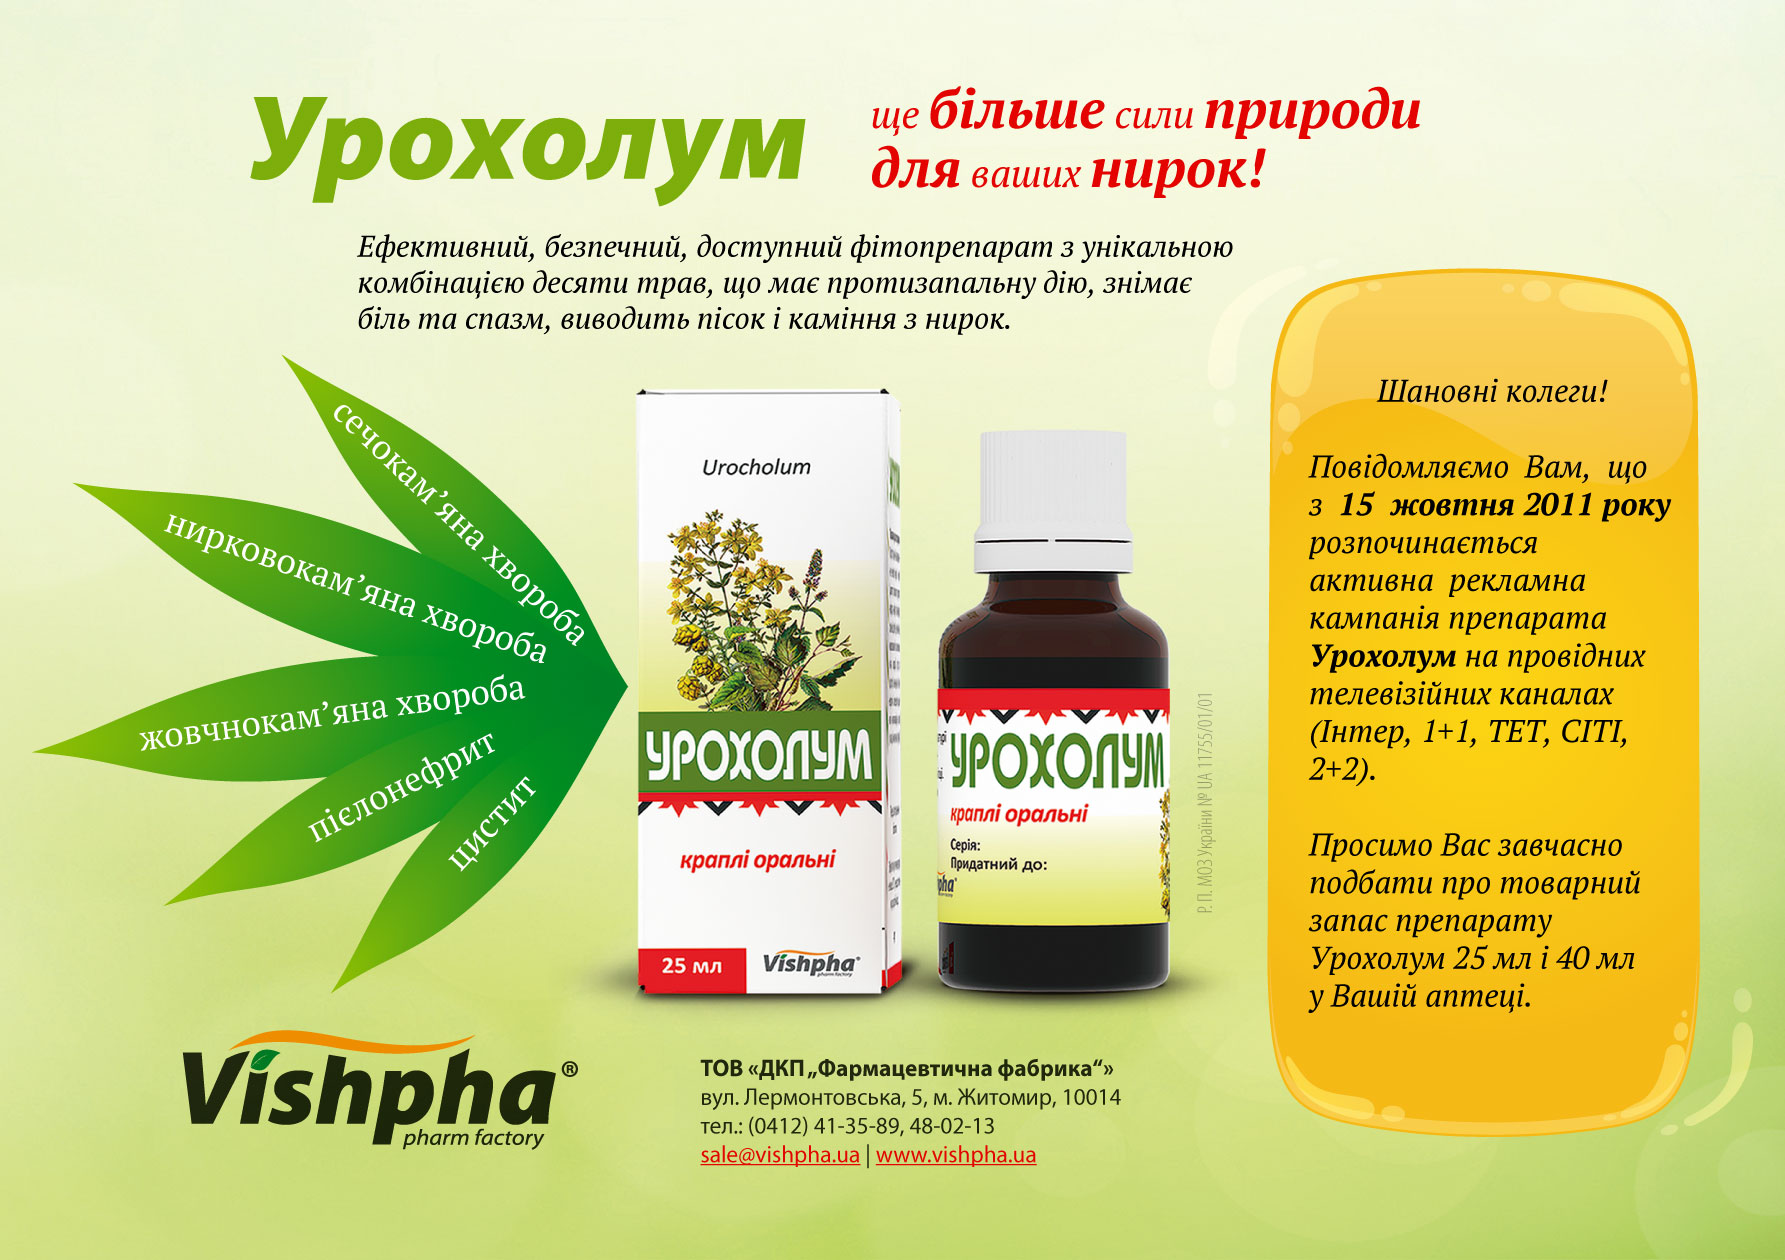 Урохолум
ще більше сили природи
для ваших нирок!
Ефективний, безпечний, доступний фітопрепарат з унікальною
комбінацією десяти трав, що має протизапальну дію, знімає
біль та спазм, виводить пісок і каміння з нирок.
сечокам’яна хвороба
нирковокам’яна хвороба
жовчнокам’яна хвороба
пієлонефрит
цистит
Urocholum
УРОХОЛУМ
краплі оральні
25 мл
Vishpha®
pharm factory
УРОХОЛУМ
краплі оральні
Серія:
Придатний до:
Р. П. МОЗ України № UA 11755/01/01
Шановні колеги!
Повідомляємо Вам, що
з 15 жовтня 2011 року
розпочинається
активна рекламна
кампанія препарата
Урохолум на провідних
телевізійних каналах
(Інтер, 1+1, ТЕТ, СІТІ,
2+2).
Просимо Вас завчасно
подбати про товарний
запас препарату
Урохолум 25 мл і 40 мл
у Вашій аптеці.
Vishpha®
pharm factory
ТОВ «ДКП „Фармацевтична фабрика“»
вул. Лермонтовська, 5, м. Житомир, 10014
тел.: (0412) 41-35-89, 48-02-13
sale@vishpha.ua | www.vishpha.ua